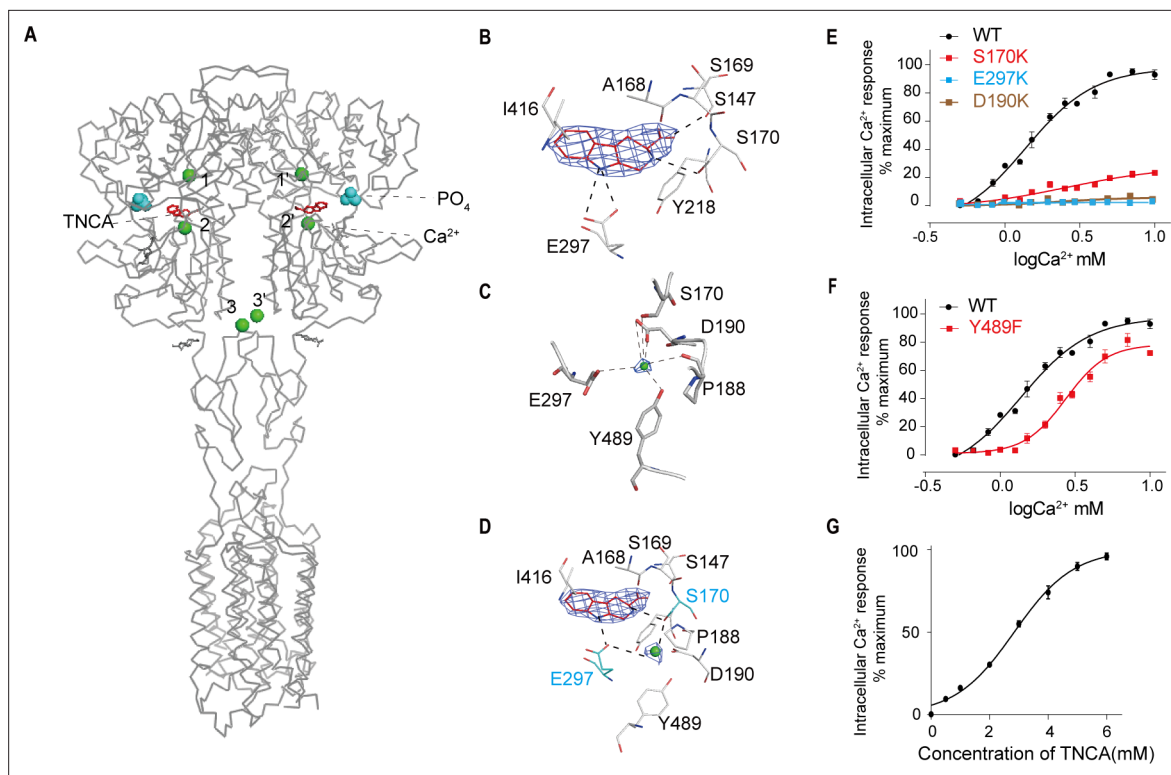 A
1
1'
TNCA
PO4
2
2'
Ca2+
3
3'
B
S169
A168
S147
I416
S170
Y218
E297
C
S170
D190
E297
P188
Y489
D
S169
A168
S147
I416
S170
P188
E297
D190
Y489
E
WT
S170K
E297K
D190K
Intracellular Ca2+ response
% maximum
100
80
60
40
20
0
-0.5
0.0
0.5
1.0
logCa2+ mM
F
WT
Y489F
Intracellular Ca2+ response
% maximum
100
80
60
40
20
0
-0.5
0.0
0.5
1.0
logCa2+ mM
G
Intracellular Ca2+ response
% maximum
100
50
0
0
2
4
6
Concentration of TNCA(mM)